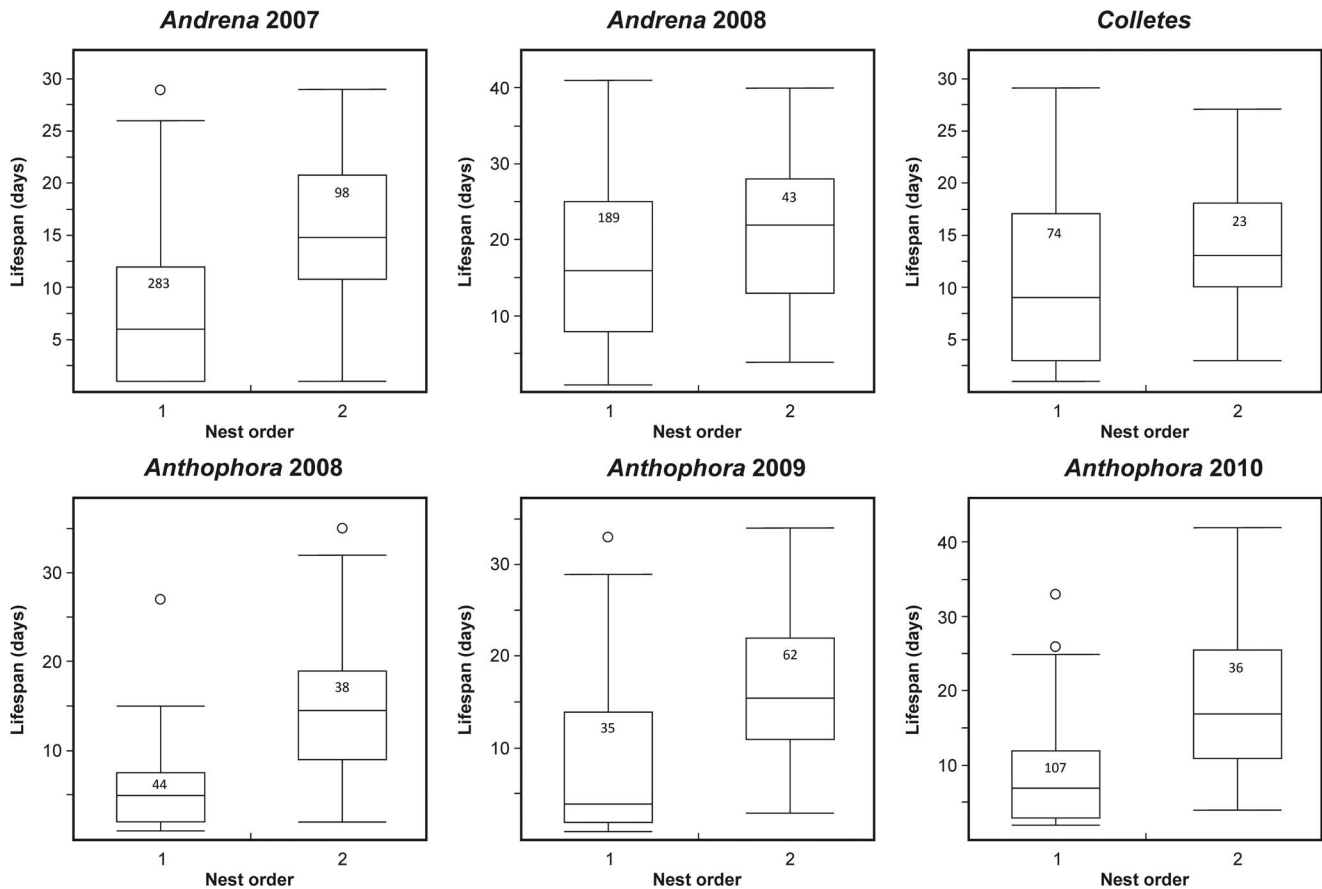 Andrena 2007
Andrena 2008
Colletes
Lifespan (days)
30
25
20
15
10
5
283
98
1
2
Nest order
Lifespan (days)
40
30
20
10
189
43
1
2
Nest order
Lifespan (days)
30
25
20
15
10
5
74
23
1
2
Nest order
Anthophora 2008
Anthophora 2009
Anthophora 2010
Lifespan (days)
30
20
10
44
38
1
2
Nest order
Lifespan (days)
30
20
10
35
62
1
2
Nest order
Lifespan (days)
40
30
20
10
107
36
1
2
Nest order